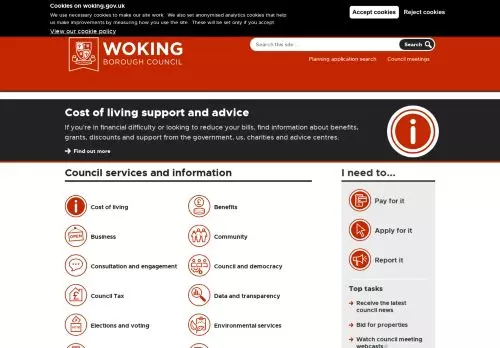 Cookies on woking.gov.uk
We use necessary cookies to make our site work. We also set anonymised analytics cookies that help
us make improvements by measuring how you use the site. These will be set only if you accept.
View our cookie policy
Accept cookies
Reject cookies
WOKING
BOROUGH COUNCIL
Search this site ...
Search
Planning application search
Council meetings
Cost of living support and advice
If you're in financial difficulty or looking to reduce your bills, find information about benefits,
grants, discounts and support from the government, us, charities and advice centres.
Find out more
Council services and information
Cost of living
Benefits
OPEN
Business
Community
Consultation and engagement
Council and democracy
Council Tax
Data and transparency
Elections and voting
Environmental services
I need to...
Pay for it
Apply for it
Report it
Top tasks
Receive the latest
council news
Bid for properties
Watch council meeting
webcasts